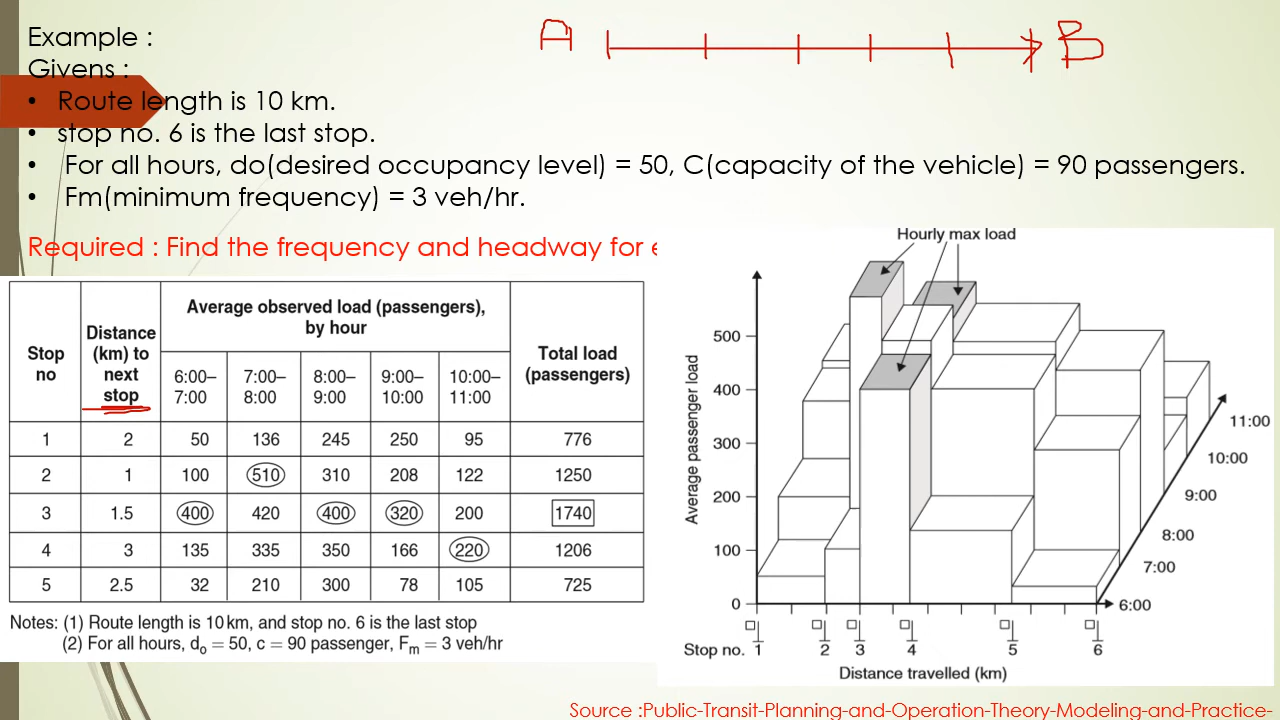 A B
Example :
Givens :
• Route length is 10 km.
• stop no. 6 is the last stop.
• For all hours, do(desired occupancy level) = 50, C(capacity of the vehicle) = 90 passengers.
• Fm(minimum frequency) = 3 veh/hr.
Required : Find the frequency and headway for
Stop no
Distance (km) to next stop
Average observed load (passengers), by hour
Total load (passengers)
6:00–7:00 7:00–8:00 8:00–9:00 9:00–10:00 10:00–11:00
1 2 50 136 245 250 95 776
2 1 100 510 310 208 122 1250
3 1.5 400 420 400 320 200 1740
4 3 135 335 350 166 220 1206
5 2.5 32 210 300 78 105 725
Notes: (1) Route length is 10 km, and stop no. 6 is the last stop
(2) For all hours, do = 50, c = 90 passenger, Fm = 3 veh/hr
Hourly max load
Average passenger load
500
400
300
200
100
0
11:00
10:00
9:00
8:00
7:00
6:00
Stop no. 1 2 3 4 5 6
Distance travelled (km)
Source :Public-Transit-Planning-and-Operation-Theory-Modeling-and-Practice-